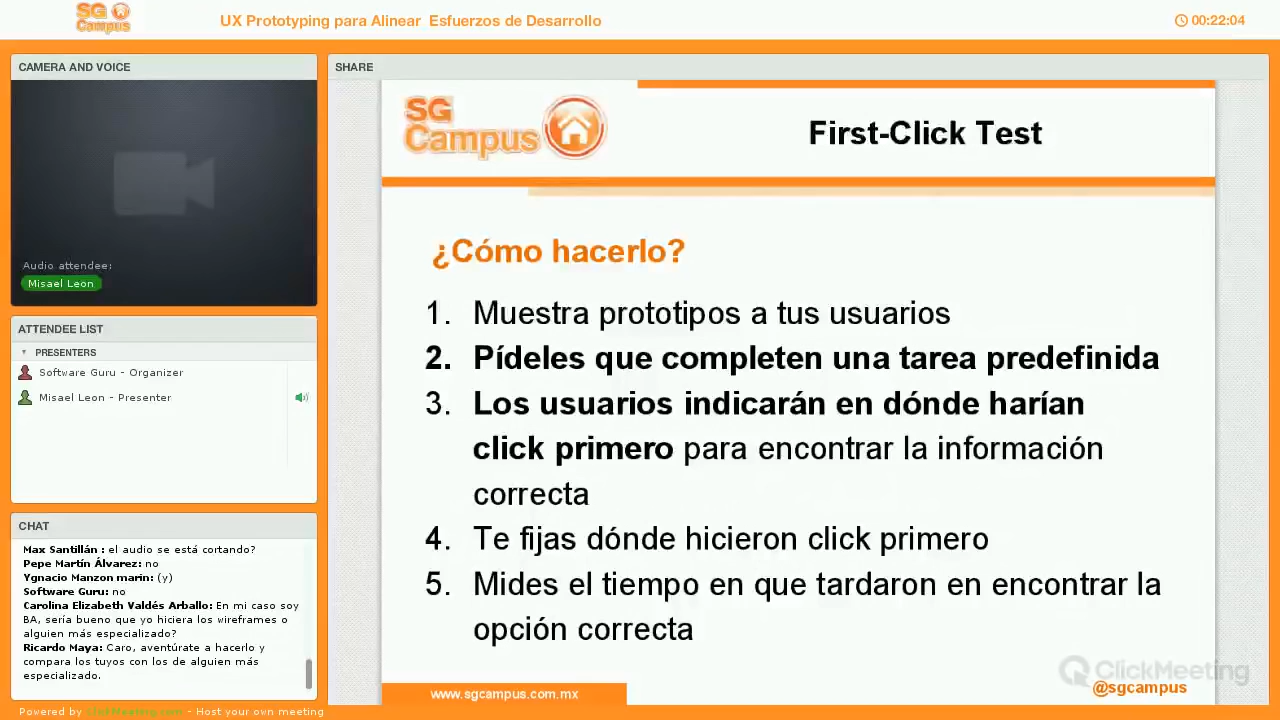 SG
Campus
UX Prototyping para Alinear  Esfuerzos de Desarrollo
00:22:04
CAMERA AND VOICE
Audio attendee:
Misael Leon
ATTENDEE LIST
PRESENTERS
Software Guru - Organizer
Misael Leon - Presenter
CHAT
Max Santillán : el audio se está cortando?
Pepe Martín Álvarez: no
Ygnacio Manzon marin: (y)
Software Guru: no
Carolina Elizabeth Valdés Arballo: En mi caso soy
BA, sería bueno que yo hiciera los wireframes o
alguien más especializado?
Ricardo Maya: Caro, aventúrate a hacerlo y
compara los tuyos con los de alguien más
especializado.
Powered by ClickMeeting.com - Host your own meeting
SHARE
SG
Campus
First-Click Test
¿Cómo hacerlo?
1. Muestra prototipos a tus usuarios
2. Pídeles que completen una tarea predefinida
3. Los usuarios indicarán en dónde harían
click primero para encontrar la información
correcta
4. Te fijas dónde hicieron click primero
5. Mides el tiempo en que tardaron en encontrar la
opción correcta
ClickMeeting
www.sgcampus.com.mx
@sgcampus